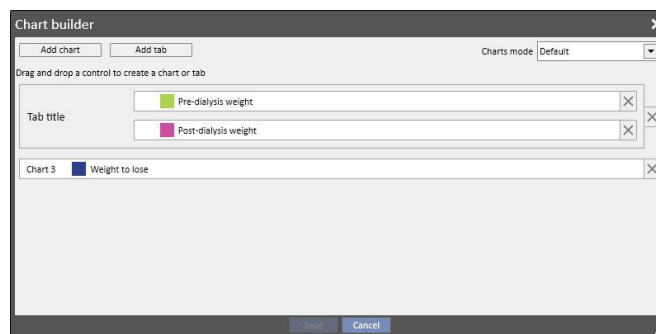 Chart builder
Add chart Add tab Charts mode Default
Drag and drop a control to create a chart or tab
Pre-dialysis weight
Tab title
Post-dialysis weight
Chart 3 Weight to lose
Save Cancel